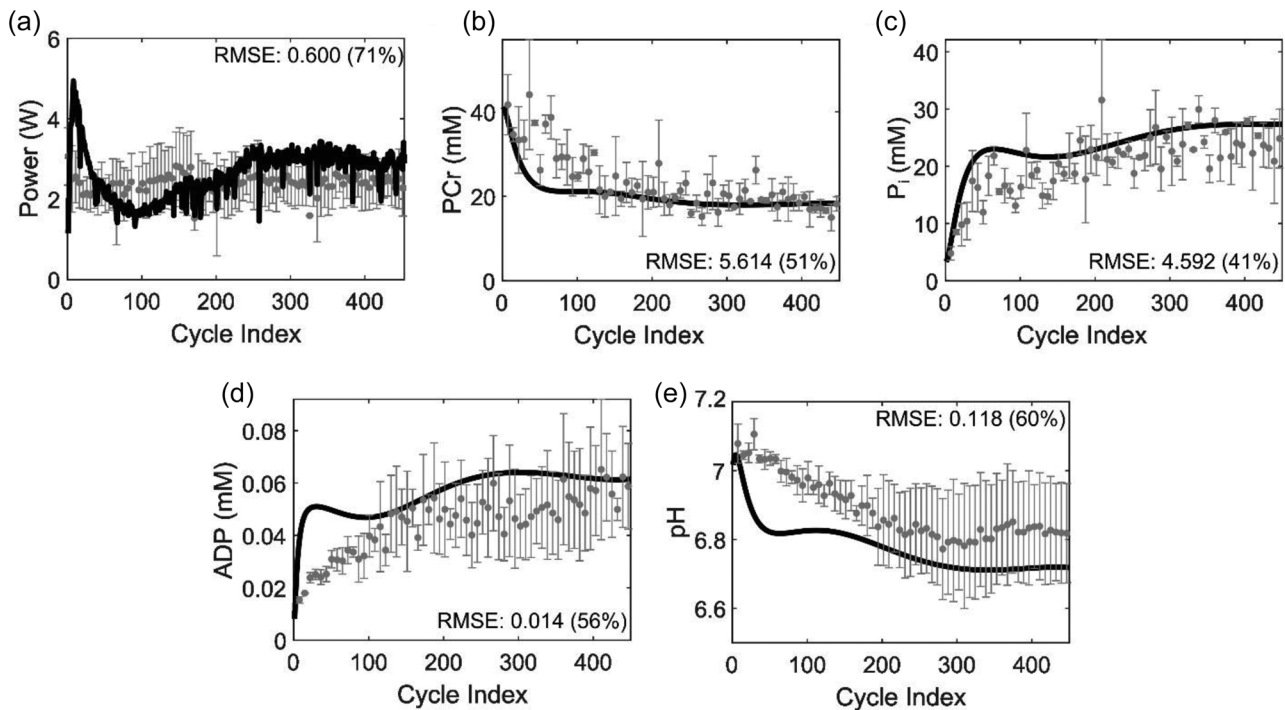 (a)
Power (W)
6
4
2
0
RMSE: 0.600 (71%)
0 100 200 300 400
Cycle Index
(b)
PCr (mM)
40
20
0
RMSE: 5.614 (51%)
0 100 200 300 400
Cycle Index
(c)
Pi (mM)
40
30
20
10
0
RMSE: 4.592 (41%)
0 100 200 300 400
Cycle Index
(d)
ADP (mM)
0.08
0.06
0.04
0.02
0
RMSE: 0.014 (56%)
0 100 200 300 400
Cycle Index
(e)
pH
7.2
7
6.8
6.6
RMSE: 0.118 (60%)
0 100 200 300 400
Cycle Index